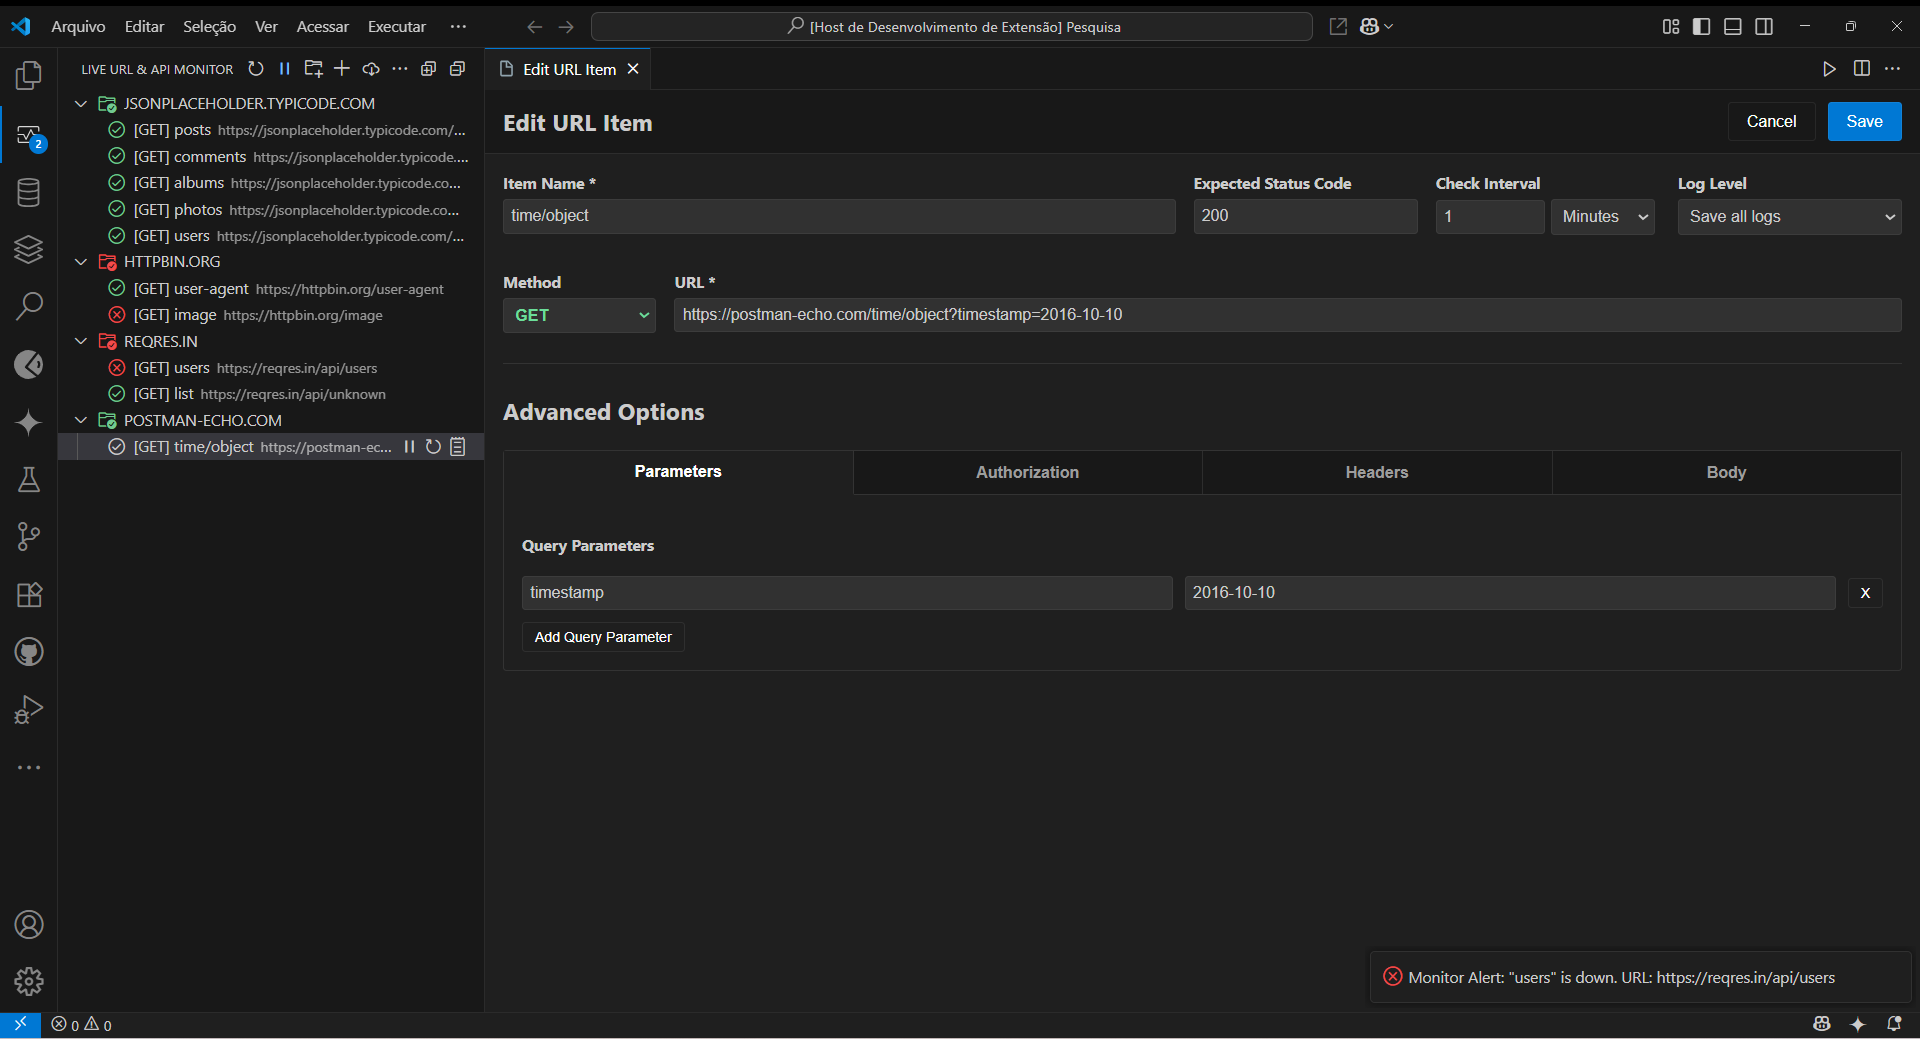 Arquivo Editar Seleção Ver Acessar Executar ···
[Host de Desenvolvimento de Extensão] Pesquisa
LIVE URL & API MONITOR
JSONPLACEHOLDER.TYPICODE.COM
[GET] posts https://jsonplaceholder.typicode.com/...
[GET] comments https://jsonplaceholder.typicode....
[GET] albums https://jsonplaceholder.typicode.co...
[GET] photos https://jsonplaceholder.typicode.co...
[GET] users https://jsonplaceholder.typicode.com/...
HTTPBIN.ORG
[GET] user-agent https://httpbin.org/user-agent
[GET] image https://httpbin.org/image
REQRES.IN
[GET] users https://reqres.in/api/users
[GET] list https://reqres.in/api/unknown
POSTMAN-ECHO.COM
[GET] time/object https://postman-ec...
2
Edit URL Item
Edit URL Item
Cancel Save
Item Name * Expected Status Code Check Interval Log Level
time/object 200 1 Minutes Save all logs
Method URL *
GET https://postman-echo.com/time/object?timestamp=2016-10-10
Advanced Options
Parameters Authorization Headers Body
Query Parameters
timestamp 2016-10-10 X
Add Query Parameter
Monitor Alert: "users" is down. URL: https://reqres.in/api/users
0 0